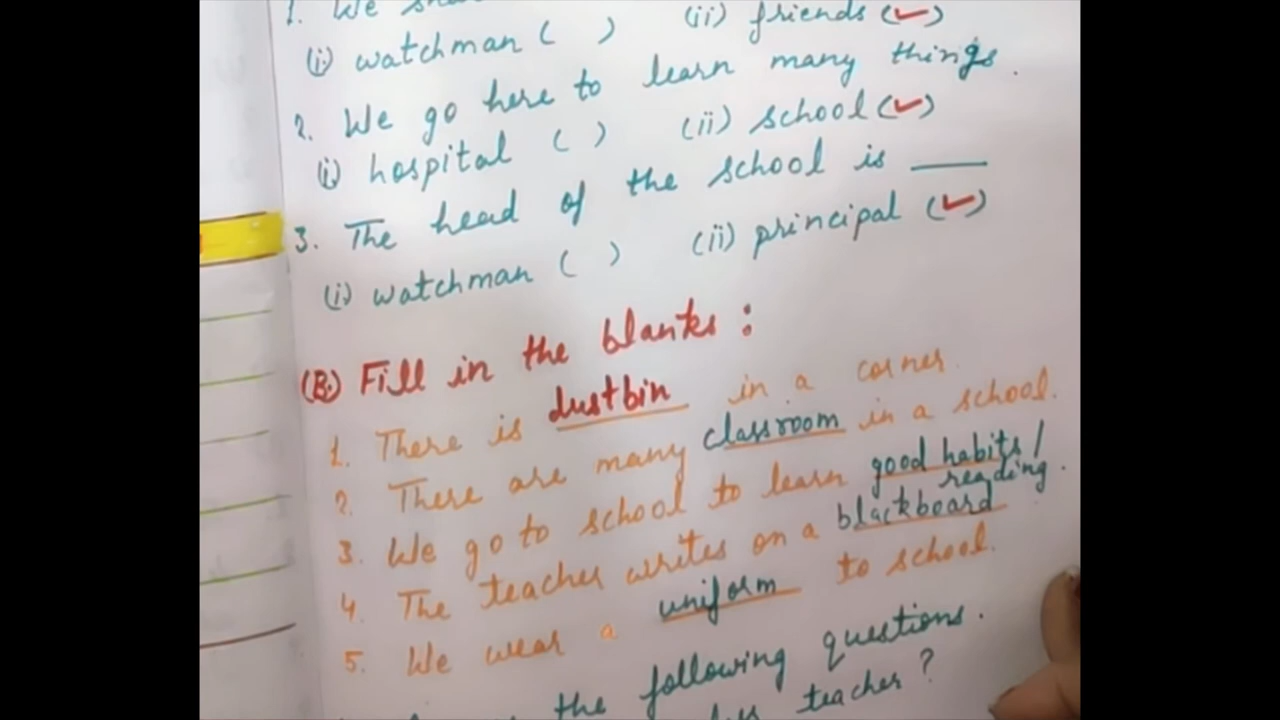 1. We
(i) watchman ( ) (ii) friends (✓)
2. We go here to learn many things.
(i) hospital ( ) (ii) school (✓)
3. The head of the school is ____
(i) watchman ( ) (ii) principal (✓)
(B.) Fill in the blanks :
1. There is dustbin in a corner.
2. There are many classroom in a school.
3. We go to school to learn good habits/
reading.
4. The teacher writes on a blackboard
5. We wear a uniform to school.
the following questions.
teacher ?